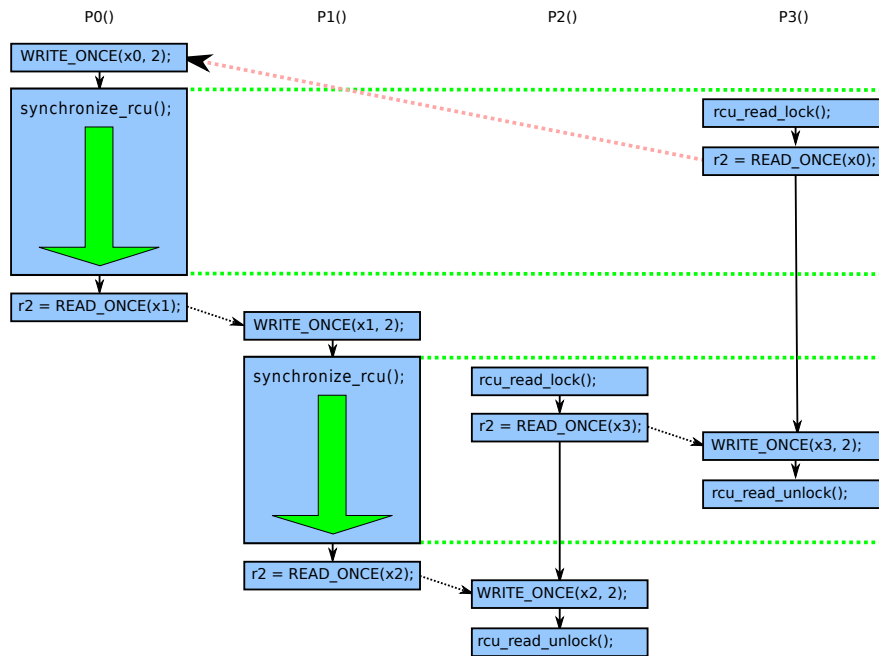 P0()
P1()
P2()
P3()
WRITE_ONCE(x0, 2);
synchronize_rcu();
rcu_read_lock();
r2 = READ_ONCE(x0);
r2 = READ_ONCE(x1);
WRITE_ONCE(x1, 2);
synchronize_rcu();
rcu_read_lock();
r2 = READ_ONCE(x3);
WRITE_ONCE(x3, 2);
rcu_read_unlock();
r2 = READ_ONCE(x2);
WRITE_ONCE(x2, 2);
rcu_read_unlock();